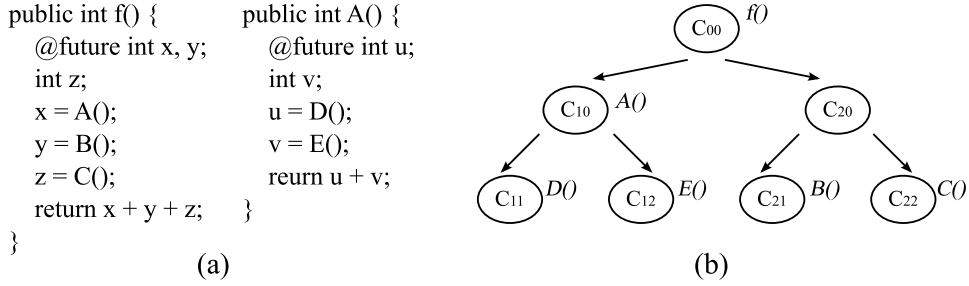 public int f() {
@future int x, y;
int z;
x = A();
y = B();
z = C();
return x + y + z;
}
(a)
public int A() {
@future int u;
int v;
u = D();
v = E();
reurn u + v;
}
C00 f()
C10 A()
C20
C11 D()
C12 E()
C21 B()
C22 C()
(b)